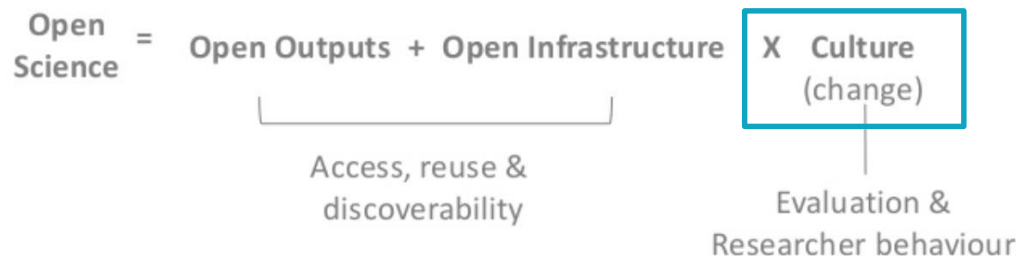 Open
Science
= Open Outputs + Open Infrastructure X Culture
(change)
Access, reuse &
discoverability
Evaluation &
Researcher behaviour